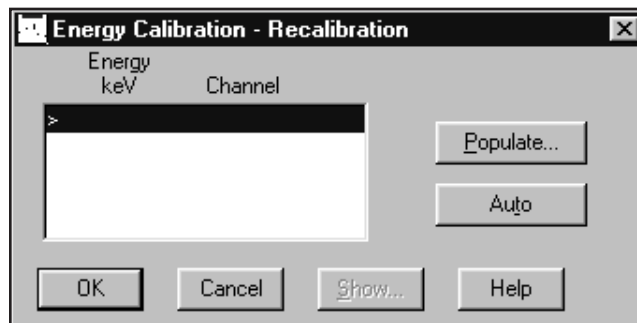 Energy Calibration - Recalibration
Energy
keV Channel
>
Populate...
Auto
OK Cancel Show... Help